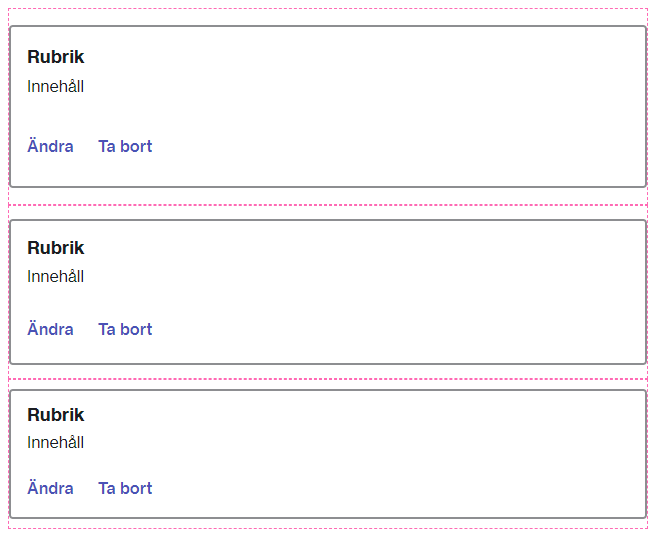 Rubrik
Innehåll
Ändra Ta bort
Rubrik
Innehåll
Ändra Ta bort
Rubrik
Innehåll
Ändra Ta bort